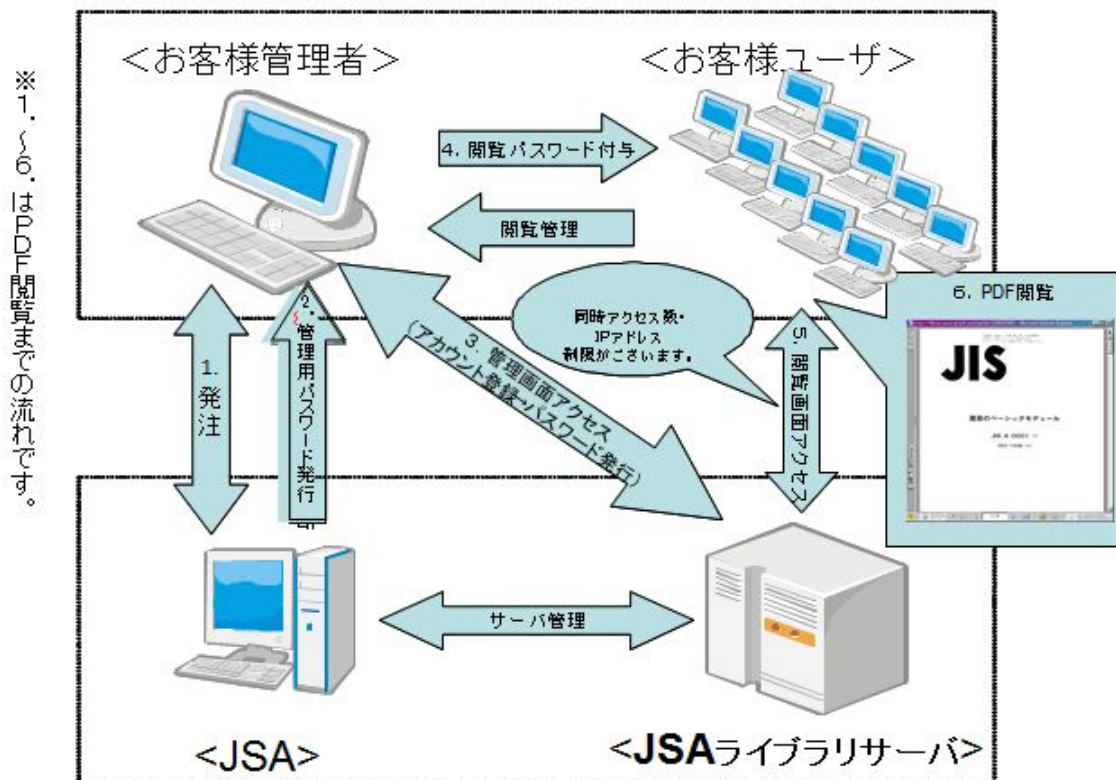 ※1.～6.はPDF閲覧までの流れです。
＜お客様管理者＞
＜お客様ユーザ＞
4. 閲覧パスワード付与
閲覧管理
1. 発注
2. 管理用パスワード発行
3. 管理画面アクセス
(アカウント登録→パスワード発行)
同時アクセス数・
IPアドレス
制限がございます。
5. 閲覧画面アクセス
6. PDF閲覧
JIS
サーバ管理
<JSA>
<JSAライブラリサーバ>